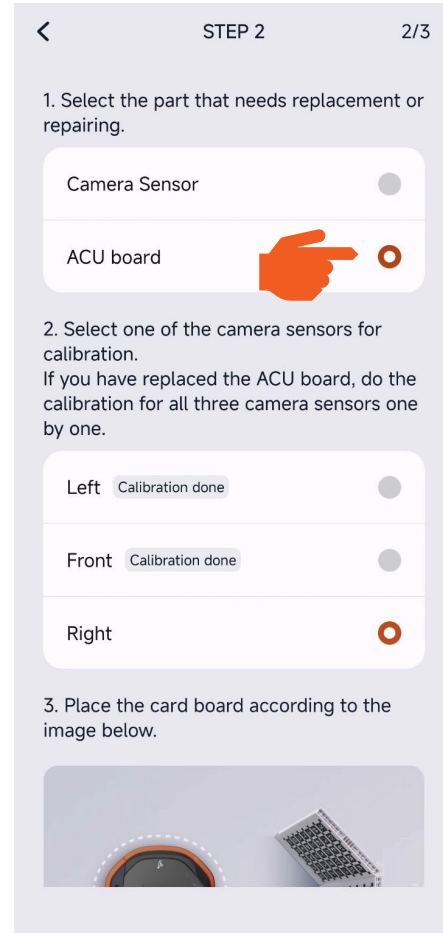 STEP 2
2/3
1. Select the part that needs replacement or
repairing.
Camera Sensor
ACU board
2. Select one of the camera sensors for
calibration.
If you have replaced the ACU board, do the
calibration for all three camera sensors one
by one.
Left Calibration done
Front Calibration done
Right
3. Place the card board according to the
image below.